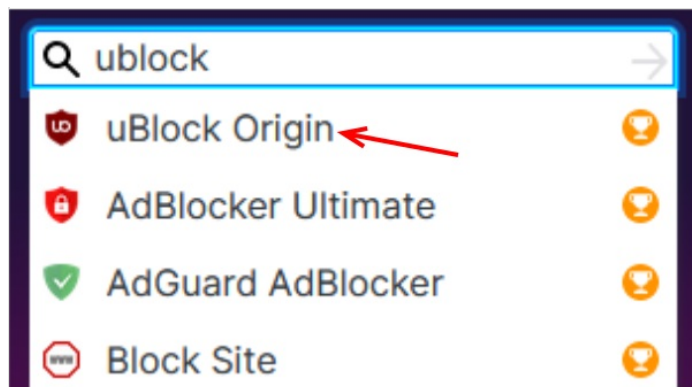 ublock
uBlock Origin
AdBlocker Ultimate
AdGuard AdBlocker
Block Site